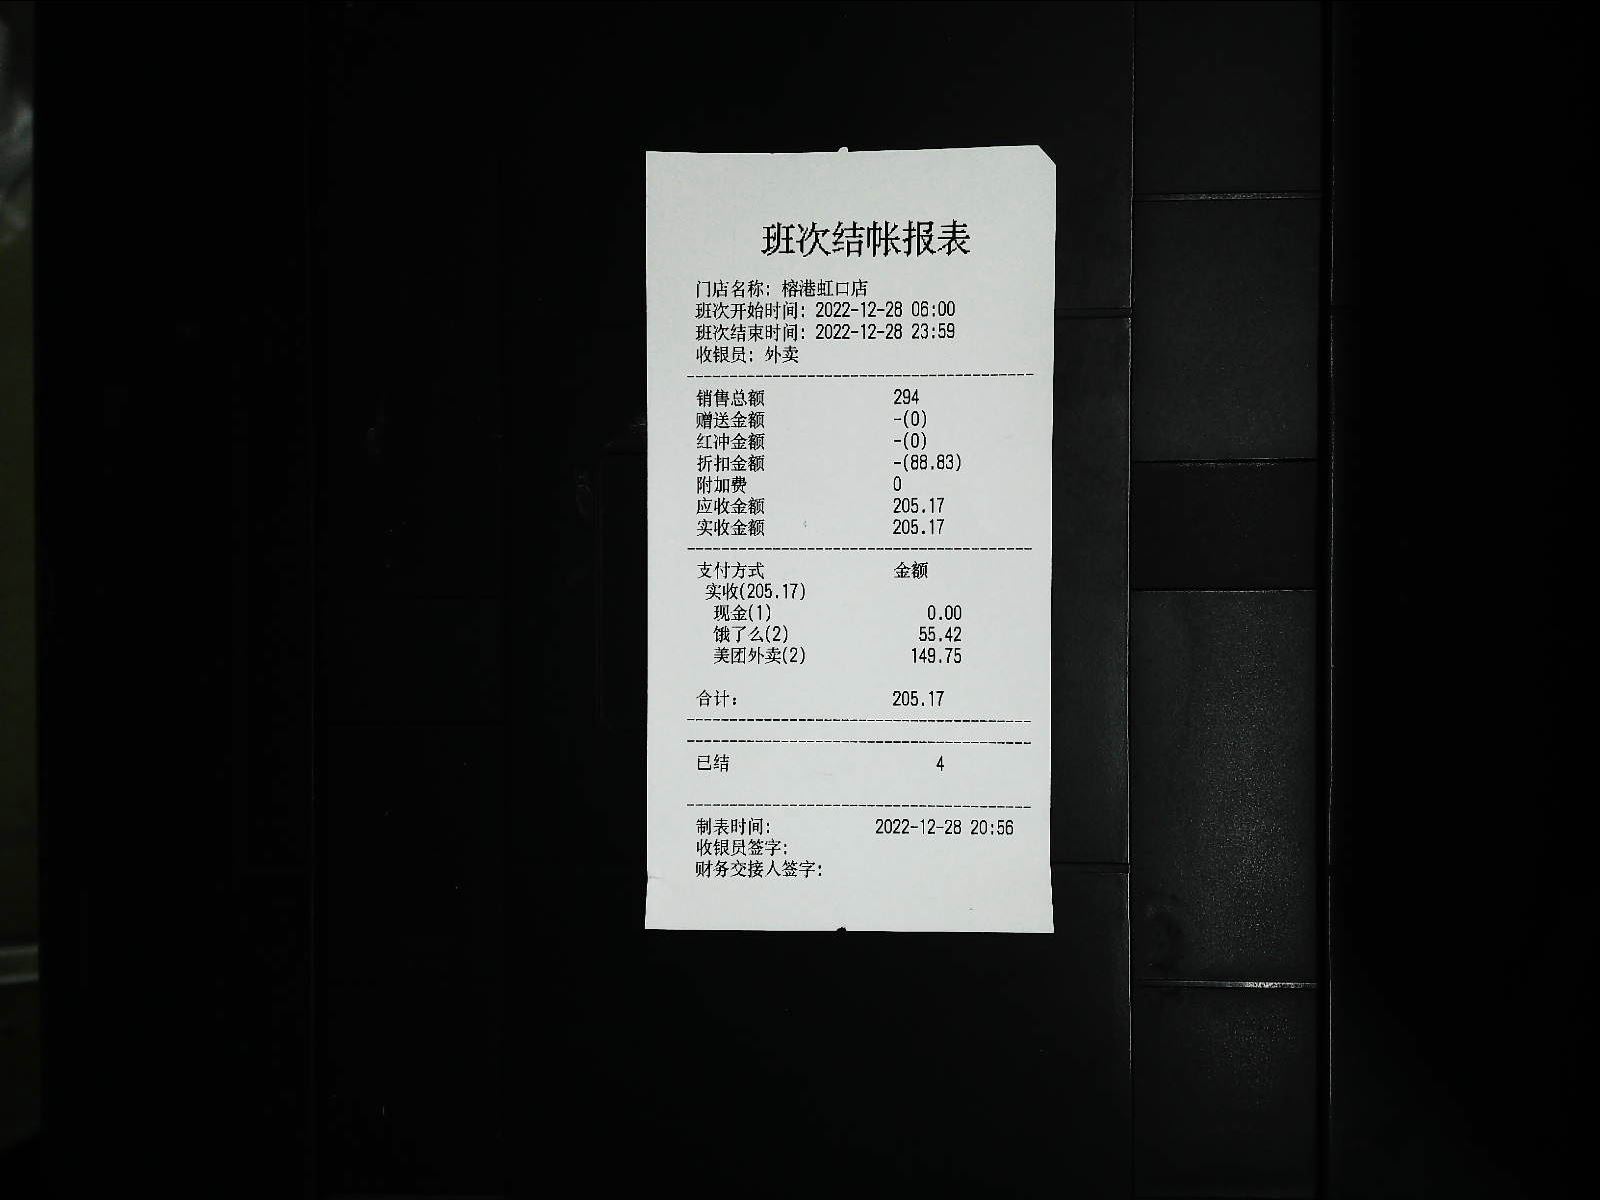 班次结帐报表
门店名称: 榕港虹口店
班次开始时间: 2022-12-28 06:00
班次结束时间: 2022-12-28 23:59
收银员: 外卖
销售总额 294
赠送金额 -(0)
红冲金额 -(0)
折扣金额 -(88.83)
附加费 0
应收金额 205.17
实收金额 205.17
支付方式 金额
实收(205.17)
现金(1) 0.00
饿了么(2) 55.42
美团外卖(2) 149.75
合计: 205.17
已结 4
制表时间: 2022-12-28 20:56
收银员签字:
财务交接人签字: